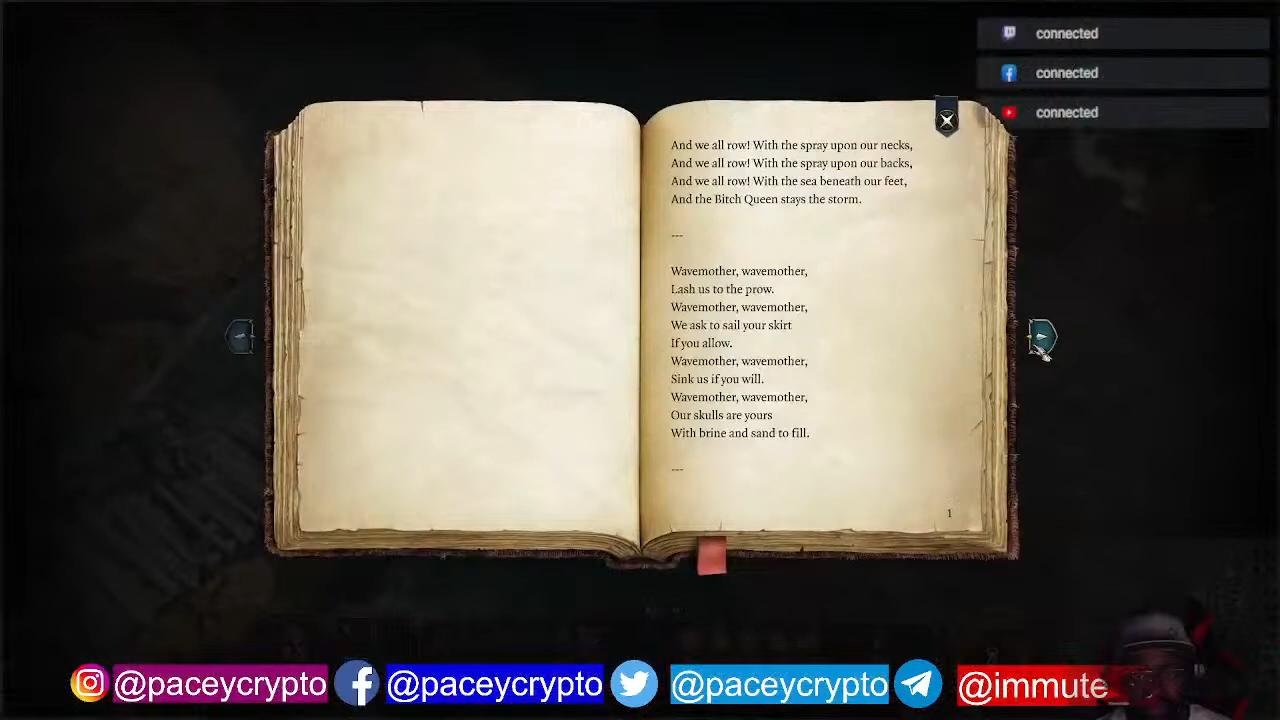 connected
connected
connected
And we all row! With the spray upon our necks,
And we all row! With the spray upon our backs,
And we all row! With the sea beneath our feet,
And the Bitch Queen stays the storm.
---
Wavemother, wavemother,
Lash us to the prow.
Wavemother, wavemother,
We ask to sail your skirt
If you allow.
Wavemother, wavemother,
Sink us if you will.
Wavemother, wavemother,
Our skulls are yours
With brine and sand to fill.
---
1
@paceycrypto
@paceycrypto
@paceycrypto
@immute